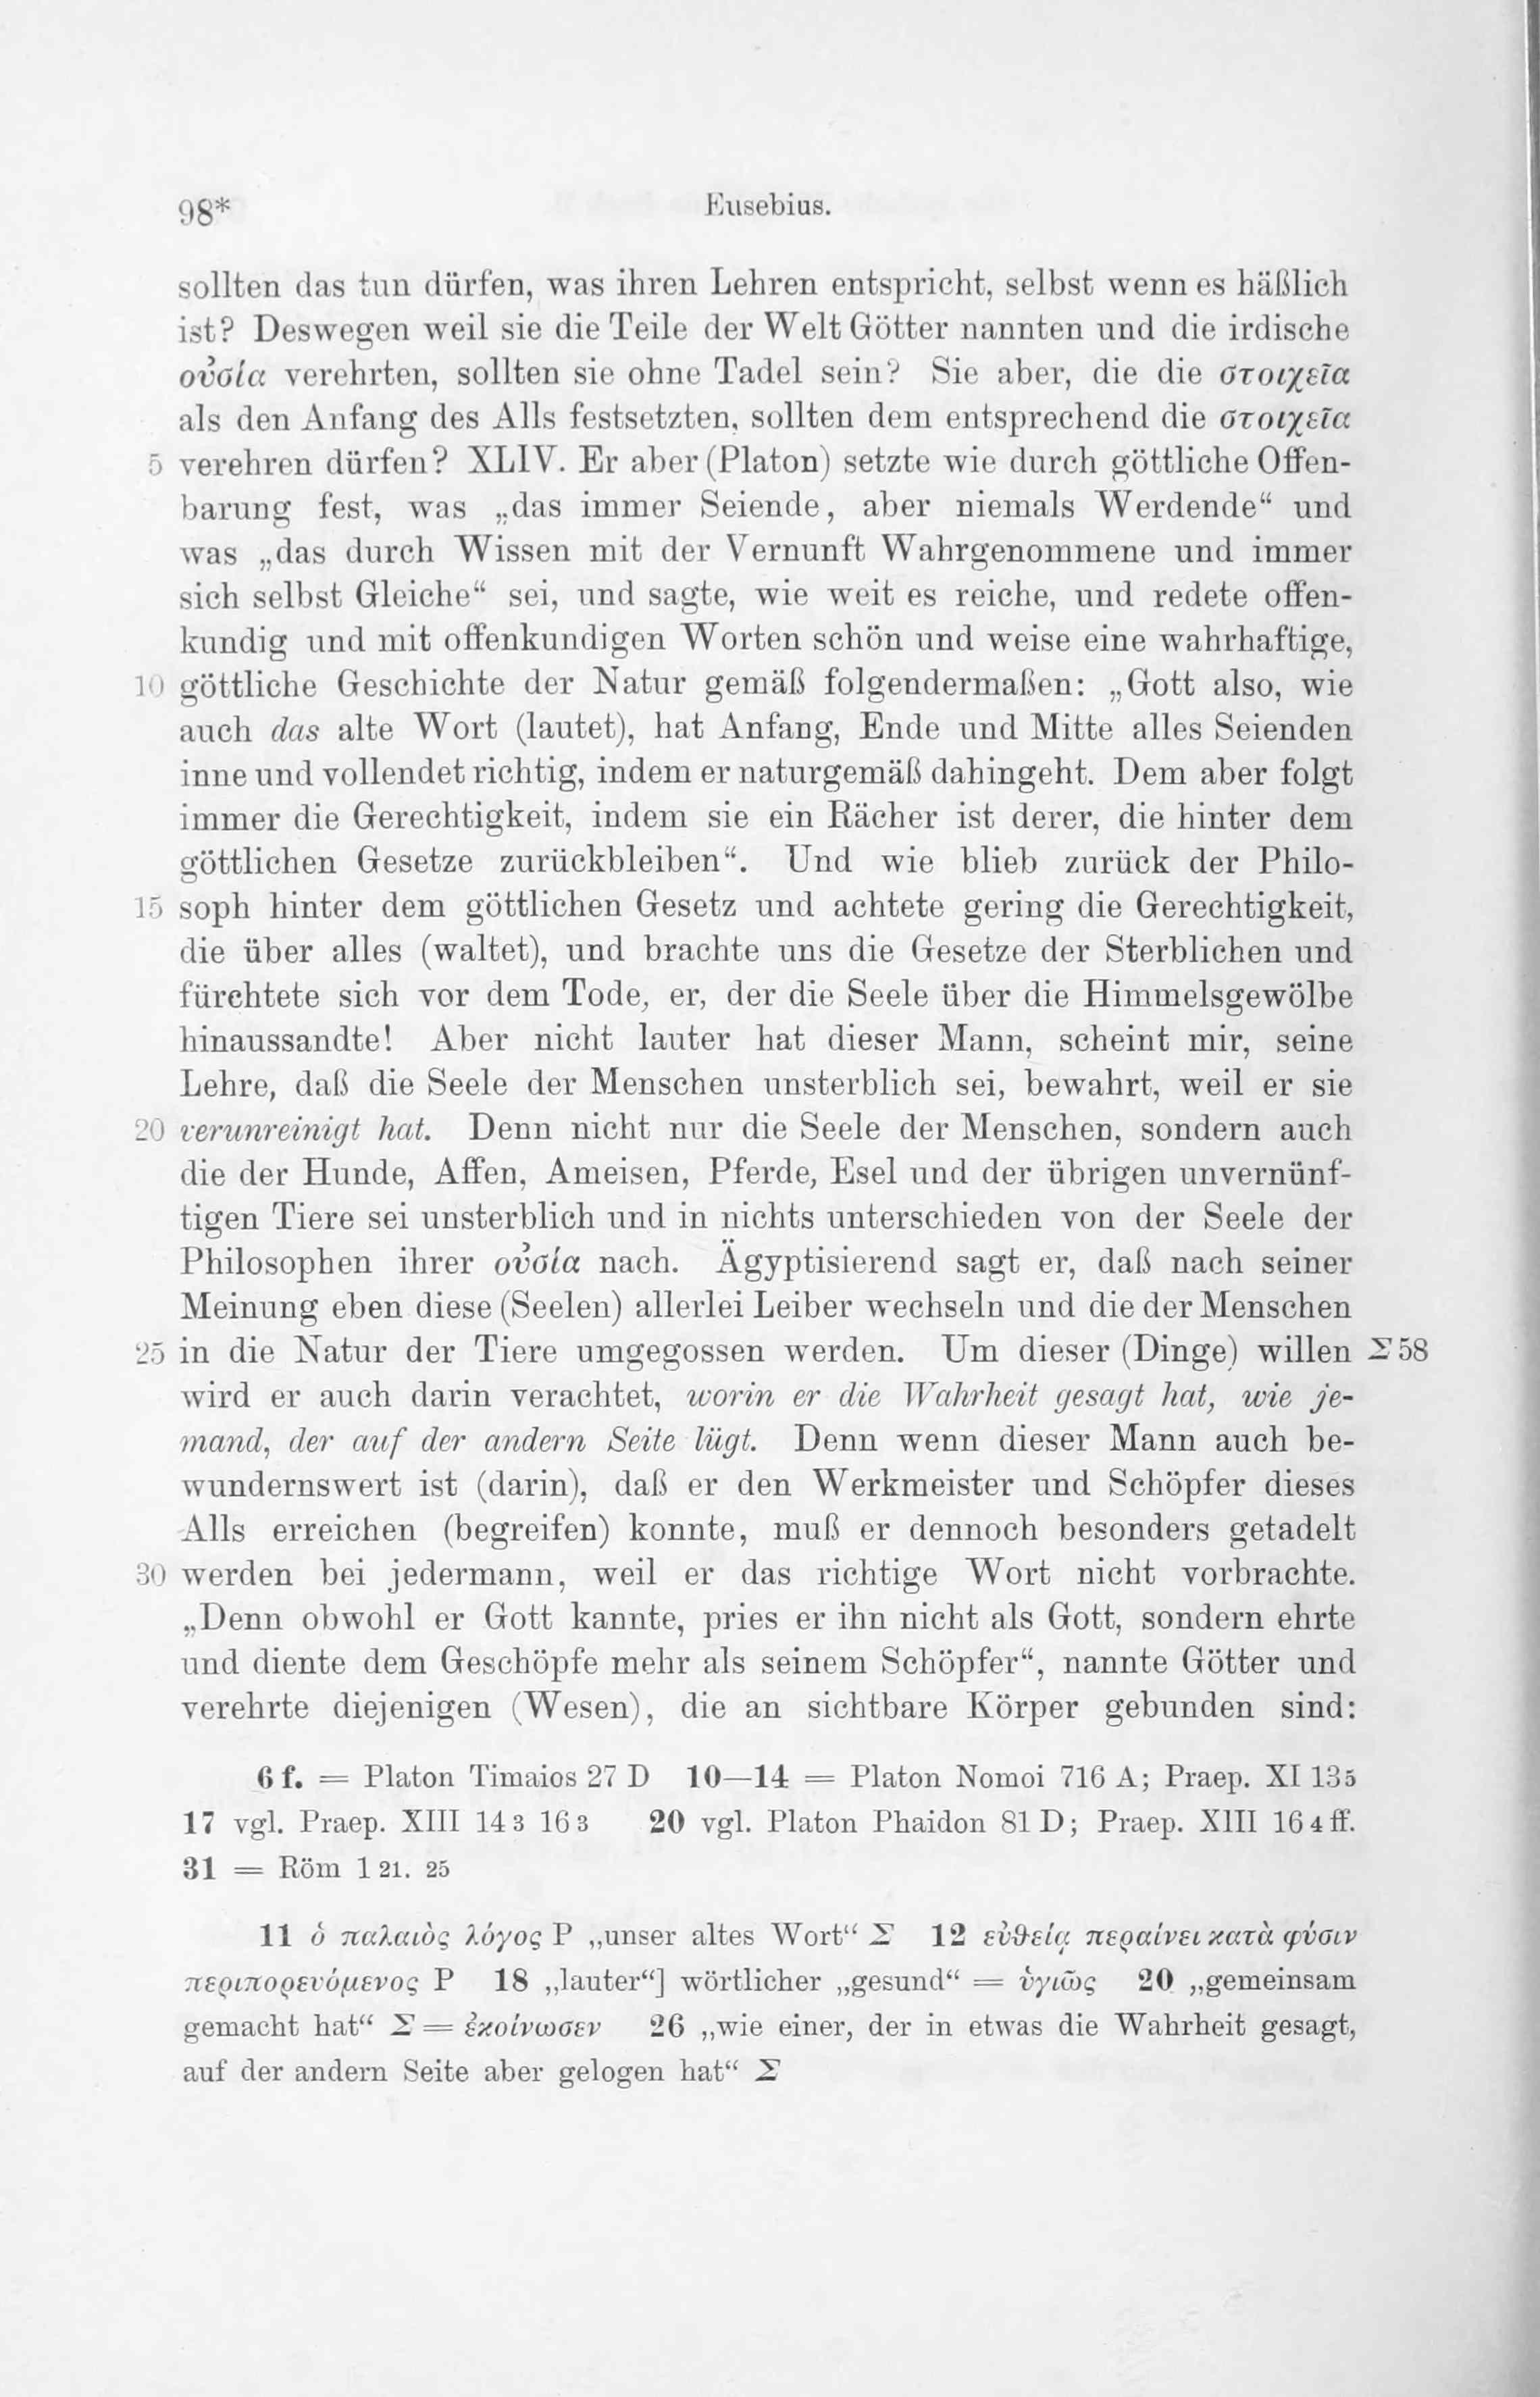 98*
Eusebius.
sollten das tun dürfen, was ihren Lehren entspricht, selbst wenn es häßlich
ist? Deswegen weil sie die Teile der Welt Götter nannten und die irdische
οὐσία verehrten, sollten sie ohne Tadel sein? Sie aber, die die στοιχεῖα
als den Anfang des Alls festsetzten, sollten dem entsprechend die στοιχεῖα
5 verehren dürfen? XLIV. Er aber (Platon) setzte wie durch göttliche Offen-
barung fest, was „das immer Seiende, aber niemals Werdende“ und
was „das durch Wissen mit der Vernunft Wahrgenommene und immer
sich selbst Gleiche“ sei, und sagte, wie weit es reiche, und redete offen-
kundig und mit offenkundigen Worten schön und weise eine wahrhaftige,
10 göttliche Geschichte der Natur gemäß folgendermaßen: „Gott also, wie
auch das alte Wort (lautet), hat Anfang, Ende und Mitte alles Seienden
inne und vollendet richtig, indem er naturgemäß dahingeht. Dem aber folgt
immer die Gerechtigkeit, indem sie ein Rächer ist derer, die hinter dem
göttlichen Gesetze zurückbleiben“. Und wie blieb zurück der Philo-
15 soph hinter dem göttlichen Gesetz und achtete gering die Gerechtigkeit,
die über alles (waltet), und brachte uns die Gesetze der Sterblichen und
fürchtete sich vor dem Tode, er, der die Seele über die Himmelsgewölbe
hinaussandte! Aber nicht lauter hat dieser Mann, scheint mir, seine
Lehre, daß die Seele der Menschen unsterblich sei, bewahrt, weil er sie
20 verunreinigt hat. Denn nicht nur die Seele der Menschen, sondern auch
die der Hunde, Affen, Ameisen, Pferde, Esel und der übrigen unvernünf-
tigen Tiere sei unsterblich und in nichts unterschieden von der Seele der
Philosophen ihrer οὐσία nach. Ägyptisierend sagt er, daß nach seiner
Meinung eben diese (Seelen) allerlei Leiber wechseln und die der Menschen
25 in die Natur der Tiere umgegossen werden. Um dieser (Dinge) willen Σ 58
wird er auch darin verachtet, worin er die Wahrheit gesagt hat, wie je-
mand, der auf der andern Seite lügt. Denn wenn dieser Mann auch be-
wundernswert ist (darin), daß er den Werkmeister und Schöpfer dieses
Alls erreichen (begreifen) konnte, muß er dennoch besonders getadelt
30 werden bei jedermann, weil er das richtige Wort nicht vorbrachte.
„Denn obwohl er Gott kannte, pries er ihn nicht als Gott, sondern ehrte
und diente dem Geschöpfe mehr als seinem Schöpfer“, nannte Götter und
verehrte diejenigen (Wesen), die an sichtbare Körper gebunden sind:
6 f. = Platon Timaios 27 D 10—14 = Platon Nomoi 716 A; Praep. XI 13 5
17 vgl. Praep. XIII 14 3 16 3 20 vgl. Platon Phaidon 81 D; Praep. XIII 16 4 ff.
31 = Röm 1 21. 25
11 ὁ παλαιὸς λόγος P „unser altes Wort“ Σ 12 εὐθείᾳ περαίνει κατὰ φύσιν
περιπορευόμενος P 18 „lauter“] wörtlicher „gesund“ = ὑγιῶς 20 „gemeinsam
gemacht hat“ Σ = ἐκοίνωσεν 26 „wie einer, der in etwas die Wahrheit gesagt,
auf der andern Seite aber gelogen hat“ Σ